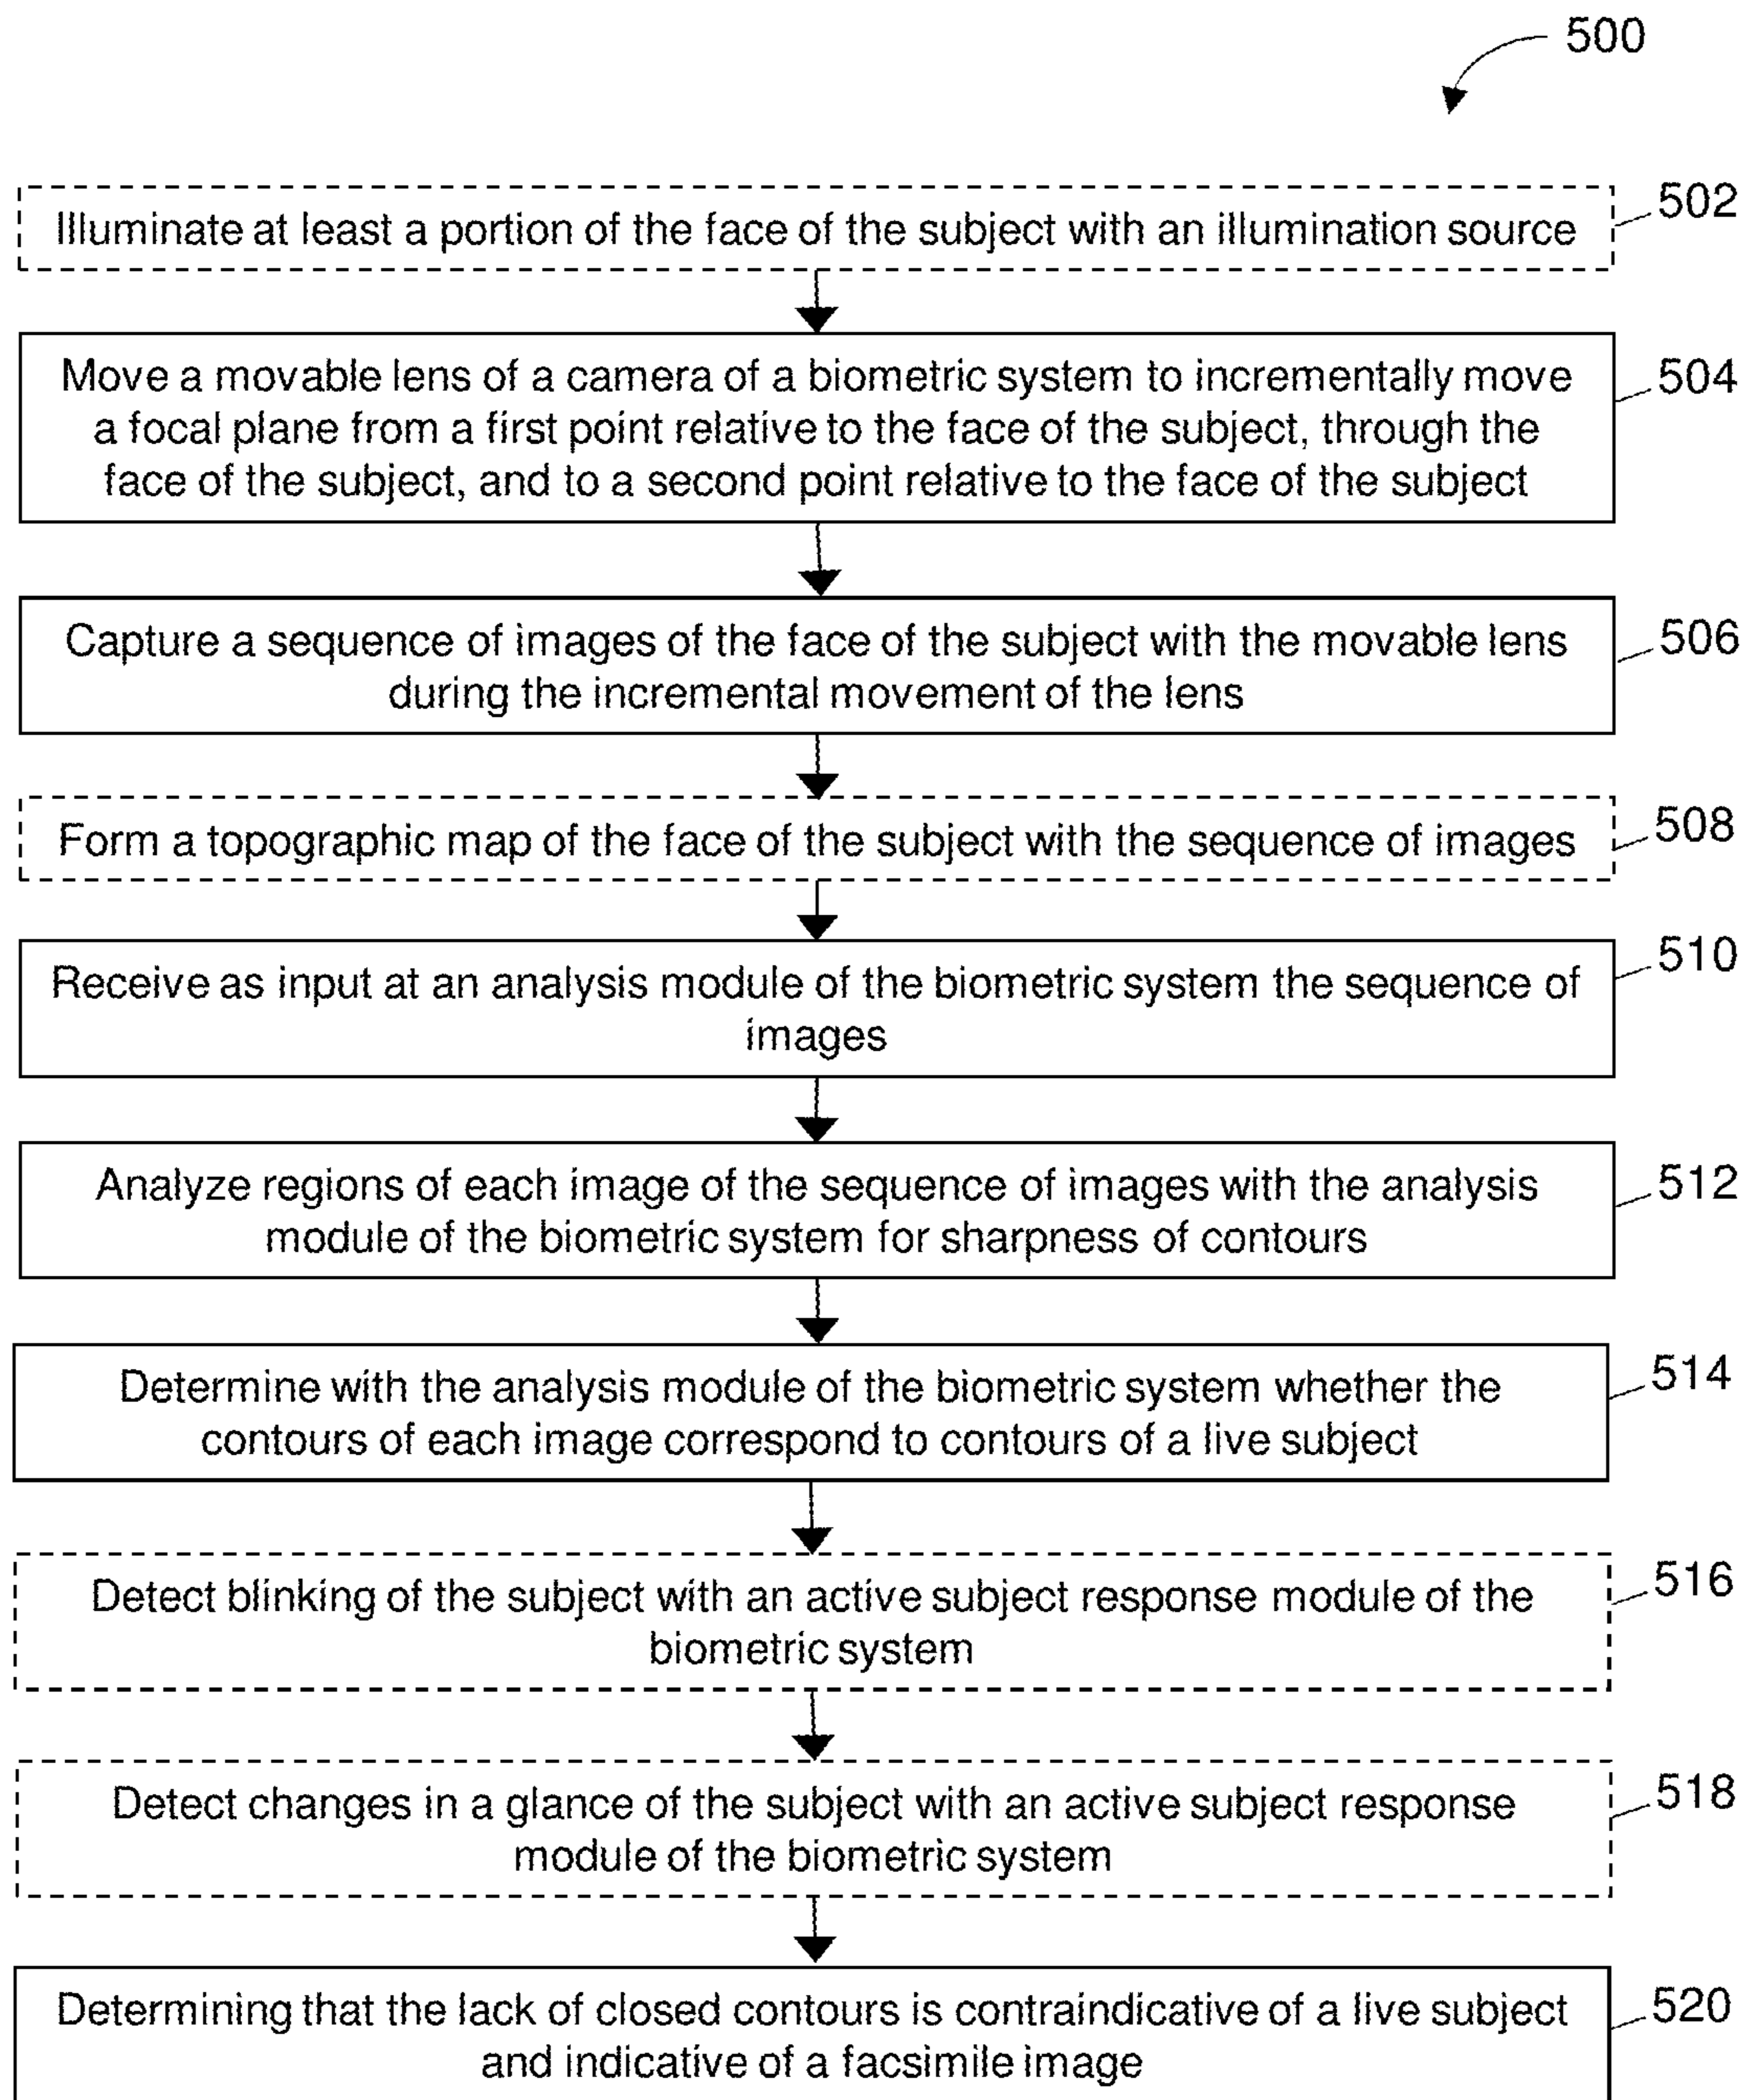 500
Illuminate at least a portion of the face of the subject with an illumination source
502
Move a movable lens of a camera of a biometric system to incrementally move
a focal plane from a first point relative to the face of the subject, through the
face of the subject, and to a second point relative to the face of the subject
504
Capture a sequence of images of the face of the subject with the movable lens
during the incremental movement of the lens
506
Form a topographic map of the face of the subject with the sequence of images
508
Receive as input at an analysis module of the biometric system the sequence of
images
510
Analyze regions of each image of the sequence of images with the analysis
module of the biometric system for sharpness of contours
512
Determine with the analysis module of the biometric system whether the
contours of each image correspond to contours of a live subject
514
Detect blinking of the subject with an active subject response module of the
biometric system
516
Detect changes in a glance of the subject with an active subject response
module of the biometric system
518
Determining that the lack of closed contours is contraindicative of a live subject
and indicative of a facsimile image
520